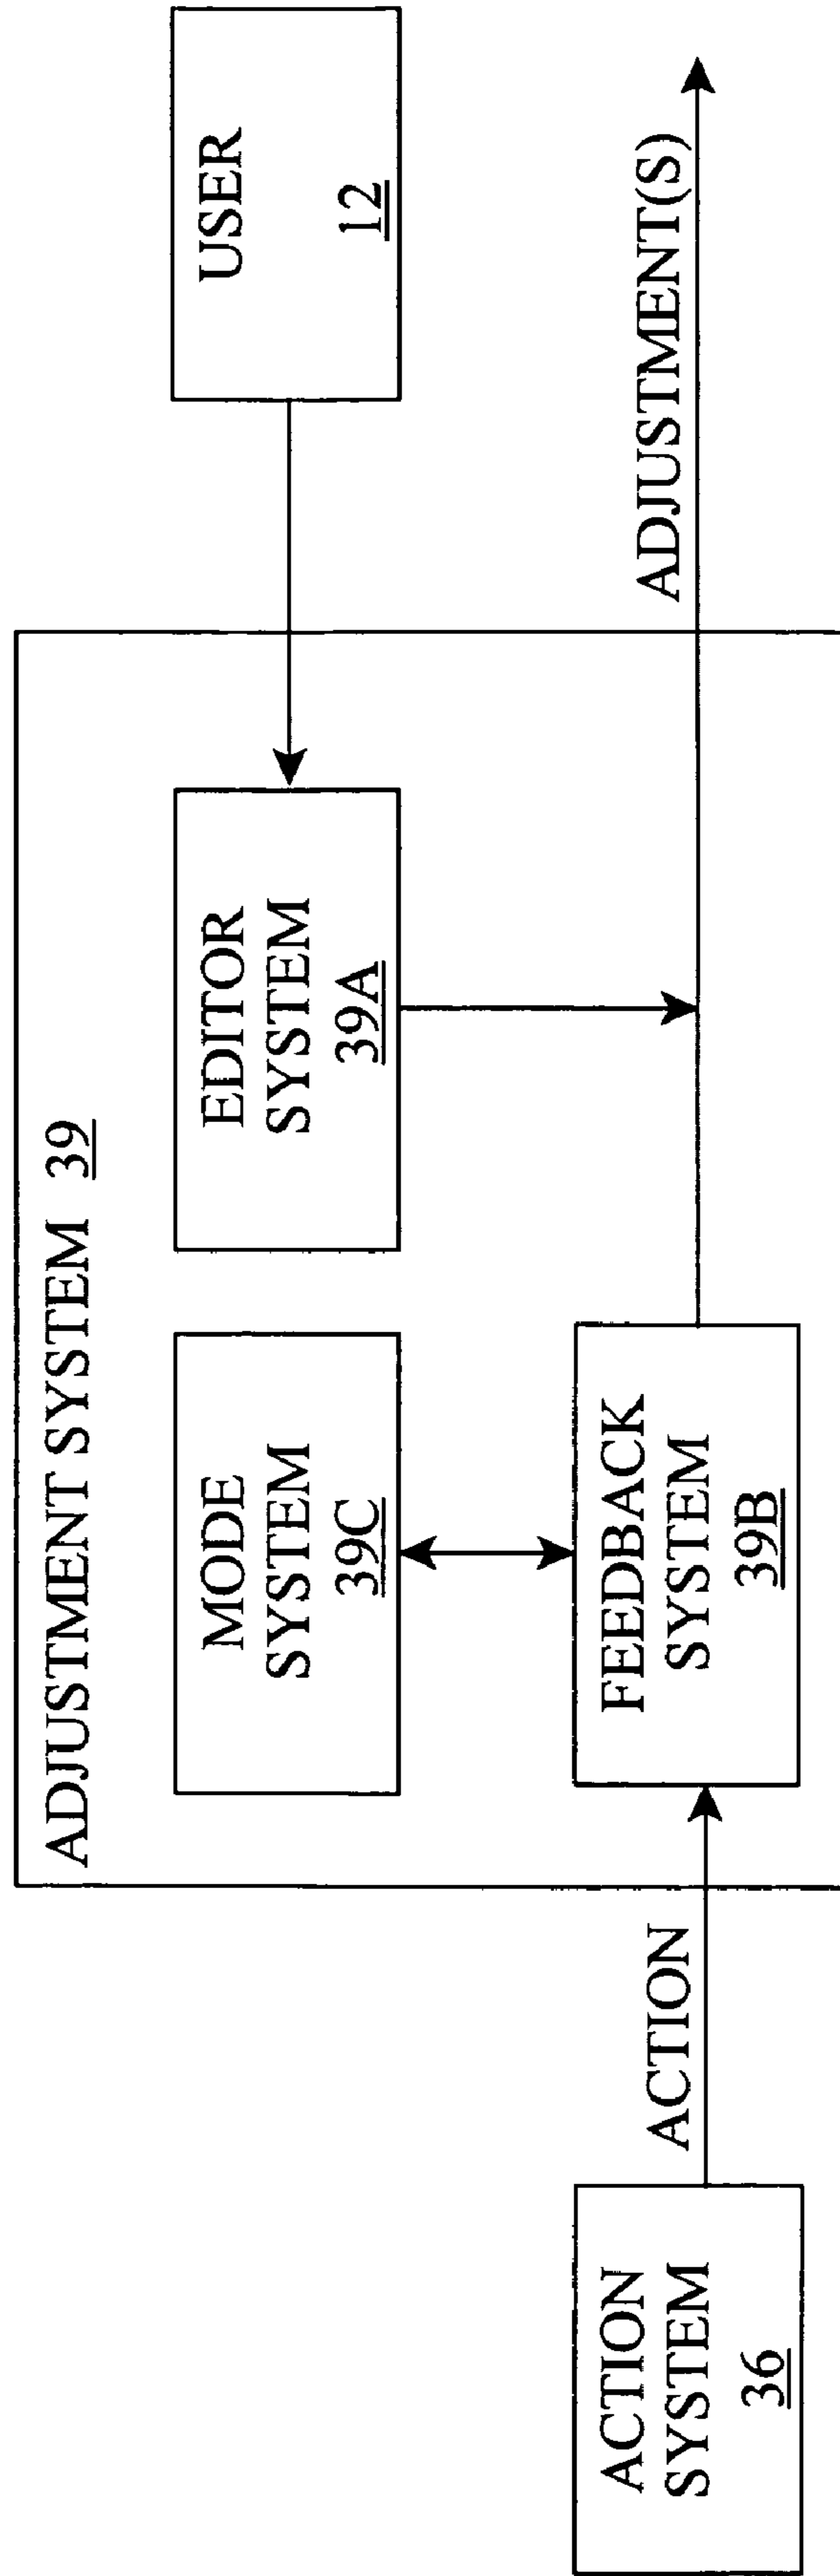 ADJUSTMENT SYSTEM 39
MODE
SYSTEM
39C
EDITOR
SYSTEM
39A
USER
12
ACTION
SYSTEM
36
ACTION
FEEDBACK
SYSTEM
39B
ADJUSTMENT(S)